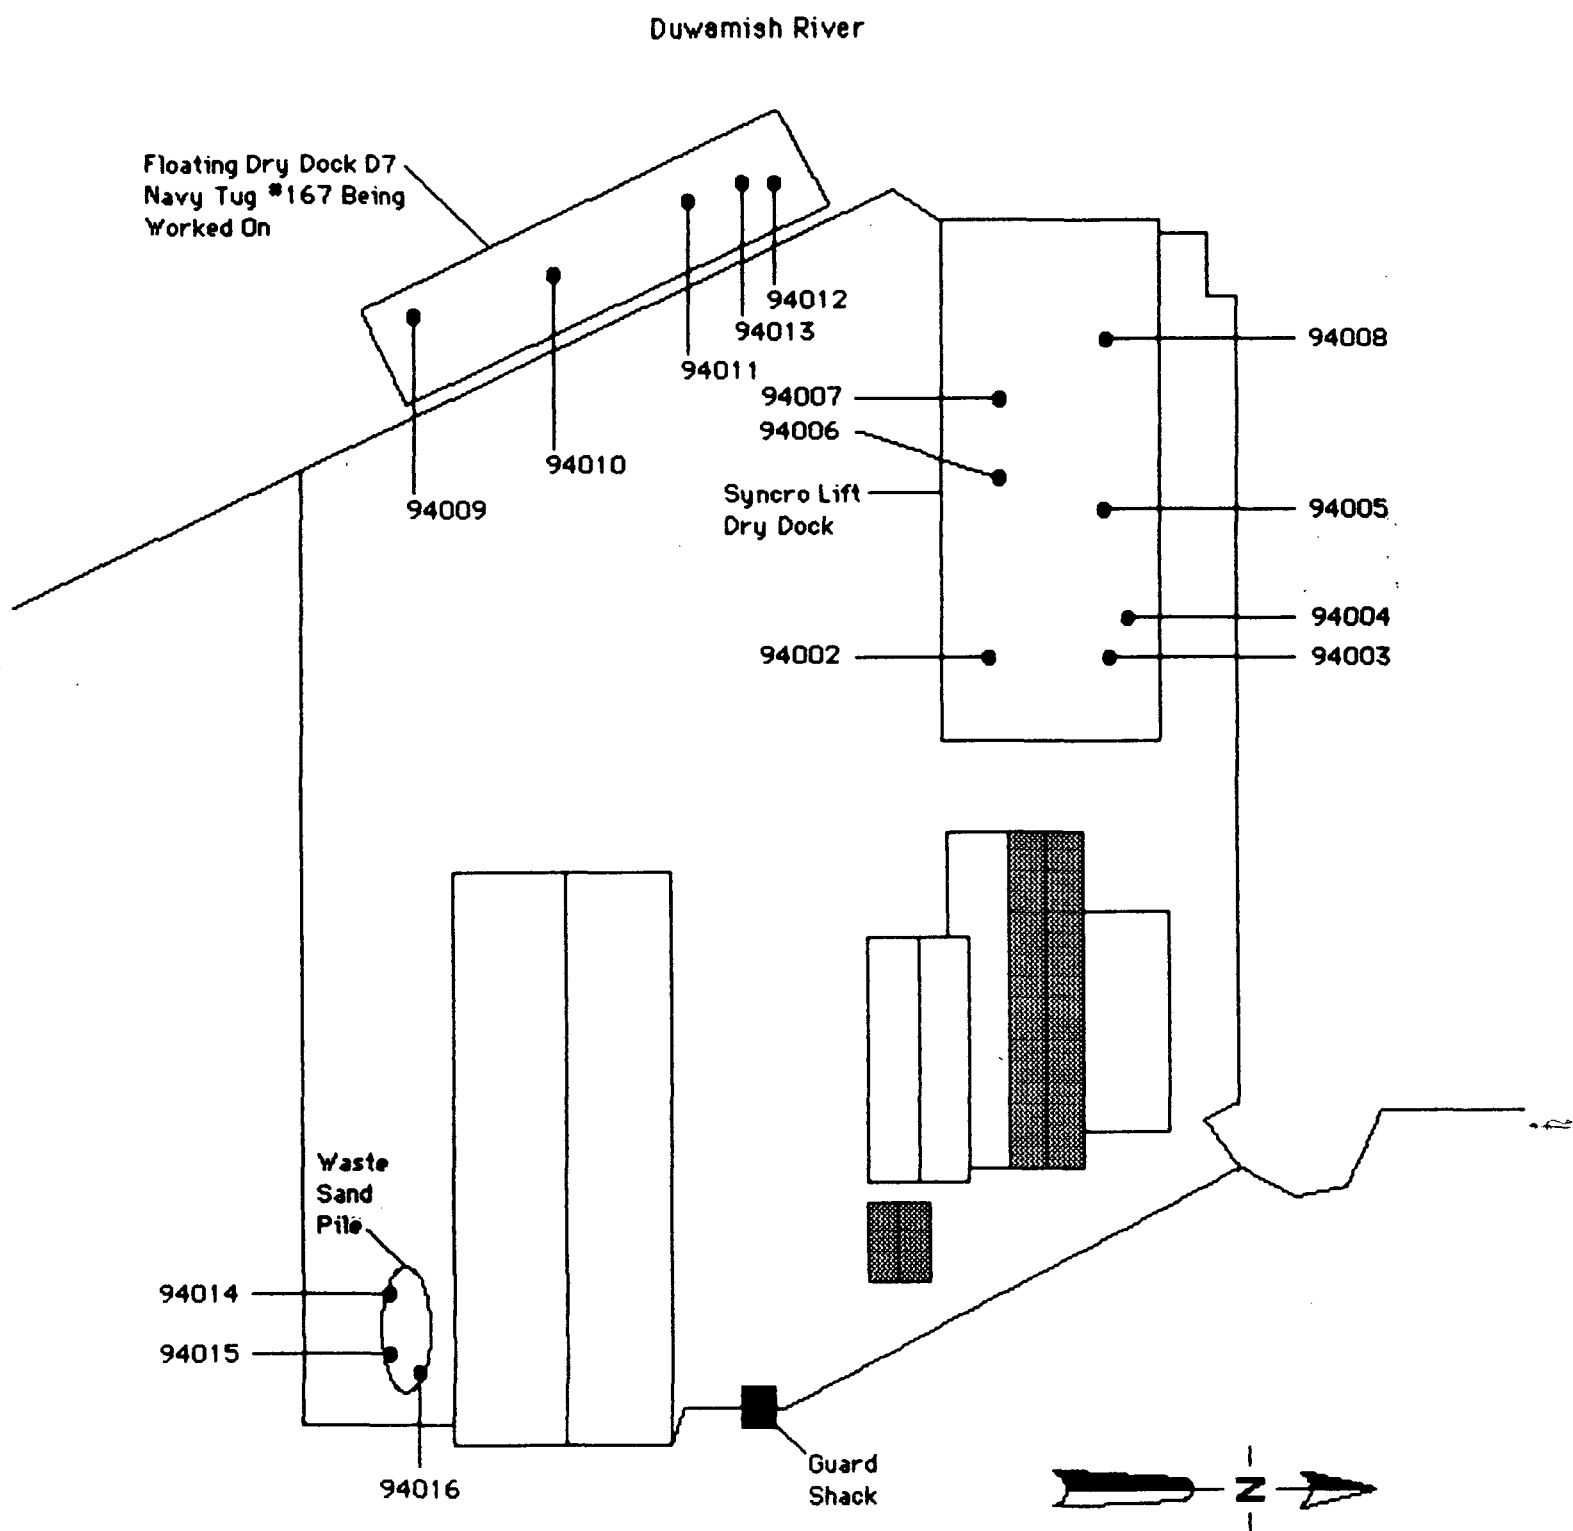 Duwamish River
Floating Dry Dock D7
Navy Tug #167 Being
Worked On
94012
94013
94011
94010
94009
94008
94007
94006
Syncro Lift
Dry Dock
94005
94004
94002
94003
Waste
Sand
Pile
94014
94015
94016
Guard
Shack
N